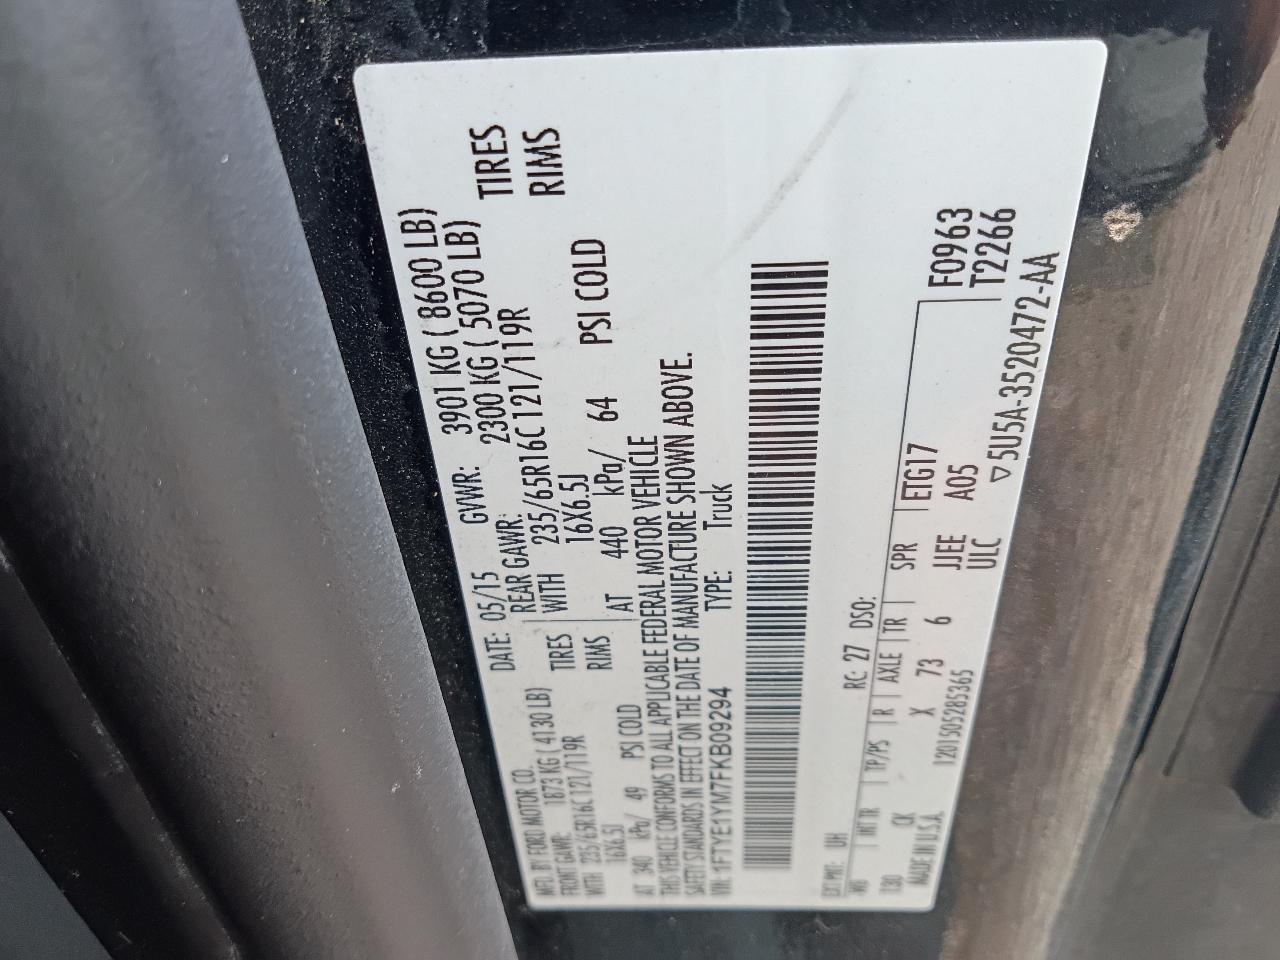 MFD. BY FORD MOTOR CO. DATE: 05/15 GVWR: 3901 KG ( 8600 LB)
FRONT GAWR: 1873 KG ( 4130 LB) REAR GAWR: 2300 KG ( 5070 LB)
WITH 235/65R16C 121/119R TIRES WITH 235/65R16C 121/119R TIRES
16X6.5J RIMS 16X6.5J RIMS
AT 340 kPa/ 49 PSI COLD AT 440 kPa/ 64 PSI COLD
THIS VEHICLE CONFORMS TO ALL APPLICABLE FEDERAL MOTOR VEHICLE
SAFETY STANDARDS IN EFFECT ON THE DATE OF MANUFACTURE SHOWN ABOVE.
VIN: 1FTYE1YM7FKB09294 TYPE: Truck
EXT PNT: UH RC: 27 DSO: F0963
WB INT TR TP/PS R AXLE TR SPR T2266
130 CK X 73 6 JJEE ETG17
ULC A05
MADE IN U.S.A. 1201505285365 ▽5U5A-3520472-AA